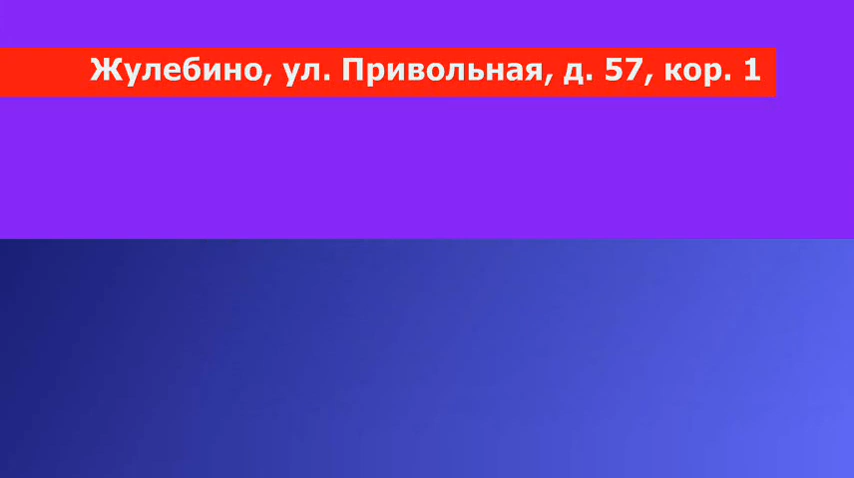 Жулебино, ул. Привольная, д. 57, кор. 1